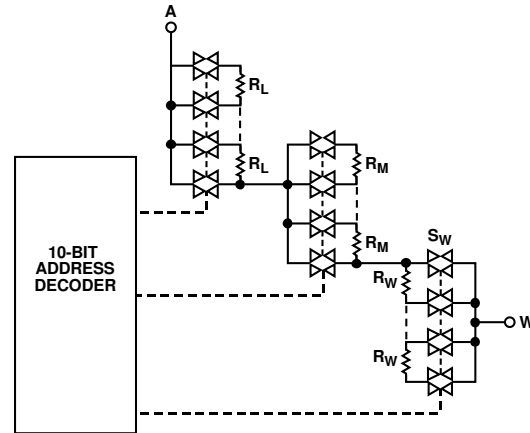 A
R_L
R_L
R_M
R_M
S_W
R_W
R_W
W
10-BIT
ADDRESS
DECODER